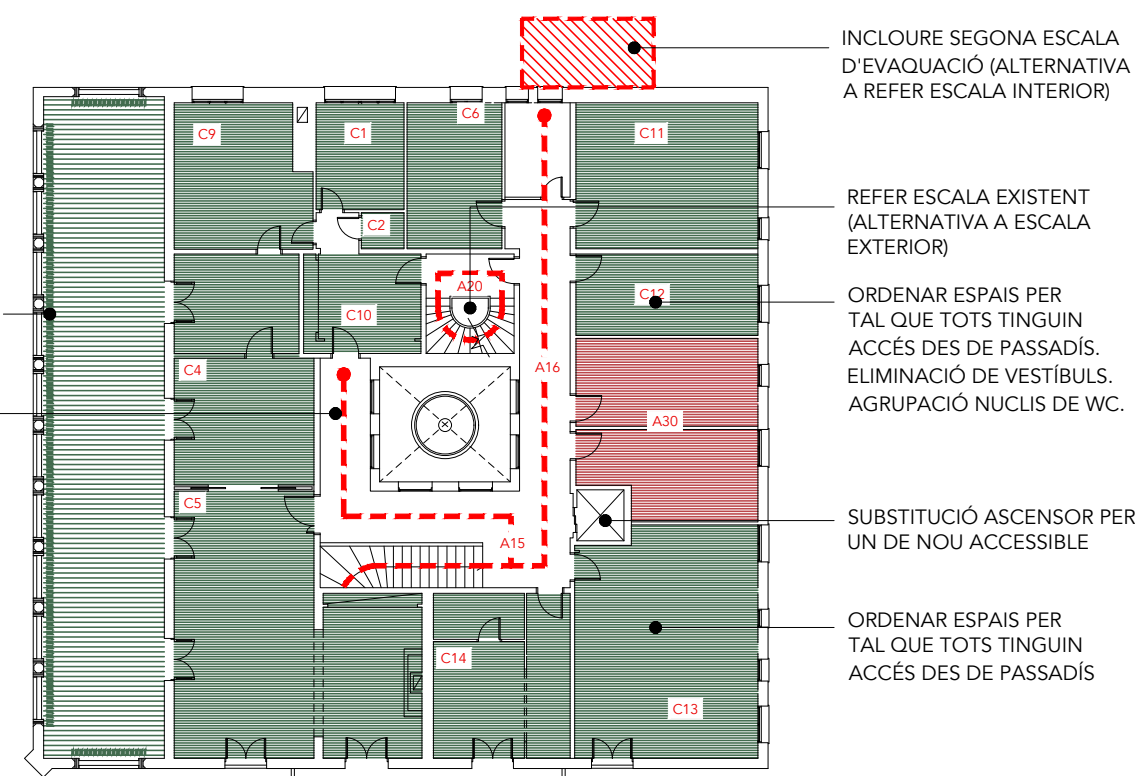 INCLOURE SEGONA ESCALA
D'EVAQUACIÓ (ALTERNATIVA
A REFER ESCALA INTERIOR)
C9
C1
C6
C11
REFER ESCALA EXISTENT
(ALTERNATIVA A ESCALA
EXTERIOR)
C2
A20
C12
ORDENAR ESPAIS PER
TAL QUE TOTS TINGUIN
ACCÉS DES DE PASSADÍS.
ELIMINACIÓ DE VESTÍBULS.
AGRUPACIÓ NUCLIS DE WC.
C10
C4
A16
A30
C5
A15
SUBSTITUCIÓ ASCENSOR PER
UN DE NOU ACCESSIBLE
ORDENAR ESPAIS PER
TAL QUE TOTS TINGUIN
ACCÉS DES DE PASSADÍS
C14
C13